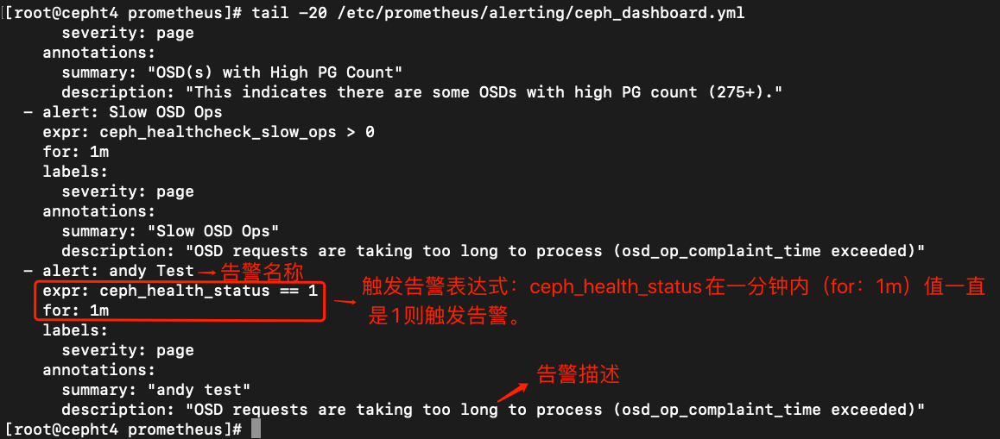 [root@cepht4 prometheus]# tail -20 /etc/prometheus/alerting/ceph_dashboard.yml
severity: page
annotations:
summary: "OSD(s) with High PG Count"
description: "This indicates there are some OSDs with high PG count (275+)."
- alert: Slow OSD Ops
expr: ceph_healthcheck_slow_ops > 0
for: 1m
labels:
severity: page
annotations:
summary: "Slow OSD Ops"
description: "OSD requests are taking too long to process (osd_op_complaint_time exceeded)"
- alert: andy Test 告警名称
expr: ceph_health_status == 1
for: 1m
触发告警表达式：ceph_health_status在一分钟内（for：1m）值一直
是1则触发告警。
labels:
severity: page
annotations:
告警描述
summary: "andy test"
description: "OSD requests are taking too long to process (osd_op_complaint_time exceeded)"
[root@cepht4 prometheus]#